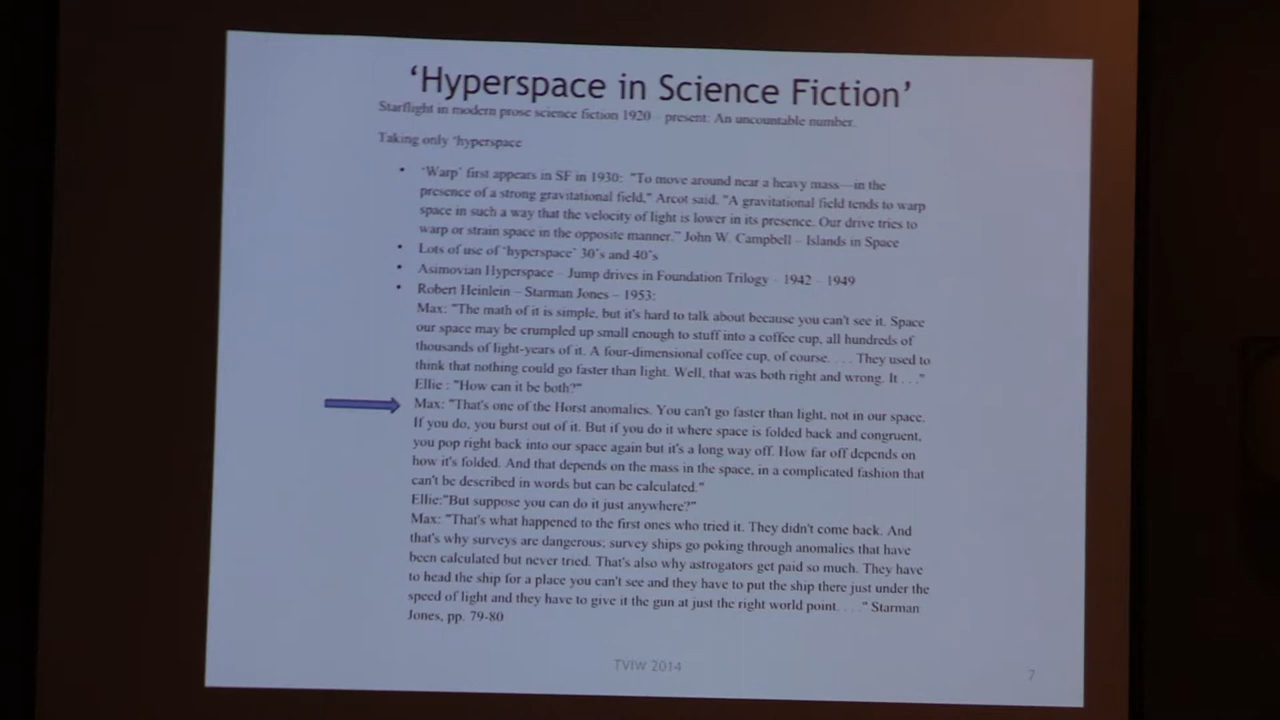 ‘Hyperspace in Science Fiction’
Starflight in modern prose science fiction 1920 – present: An uncountable number.
Taking only ‘hyperspace
• ‘Warp’ first appears in SF in 1930: "To move around near a heavy mass—in the
presence of a strong gravitational field," Arcot said. "A gravitational field tends to warp
space in such a way that the velocity of light is lower in its presence. Our drive tries to
warp or strain space in the opposite manner." John W. Campbell – Islands in Space
• Lots of use of ‘hyperspace’ 30’s and 40’s
• Asimovian Hyperspace – Jump drives in Foundation Trilogy – 1942 – 1949
• Robert Heinlein – Starman Jones – 1953:
Max: "The math of it is simple, but it's hard to talk about because you can't see it. Space
our space may be crumpled up small enough to stuff into a coffee cup, all hundreds of
thousands of light-years of it. A four-dimensional coffee cup, of course. . . . They used to
think that nothing could go faster than light. Well, that was both right and wrong. It . . ."
Ellie : "How can it be both?"
Max: "That's one of the Horst anomalies. You can't go faster than light, not in our space.
If you do, you burst out of it. But if you do it where space is folded back and congruent,
you pop right back into our space again but it's a long way off. How far off depends on
how it's folded. And that depends on the mass in the space, in a complicated fashion that
can't be described in words but can be calculated."
Ellie:"But suppose you can do it just anywhere?"
Max: "That's what happened to the first ones who tried it. They didn't come back. And
that's why surveys are dangerous; survey ships go poking through anomalies that have
been calculated but never tried. That's also why astrogators get paid so much. They have
to head the ship for a place you can't see and they have to put the ship there just under the
speed of light and they have to give it the gun at just the right world point. . . ." Starman
Jones, pp. 79-80
TVIW 2014
7